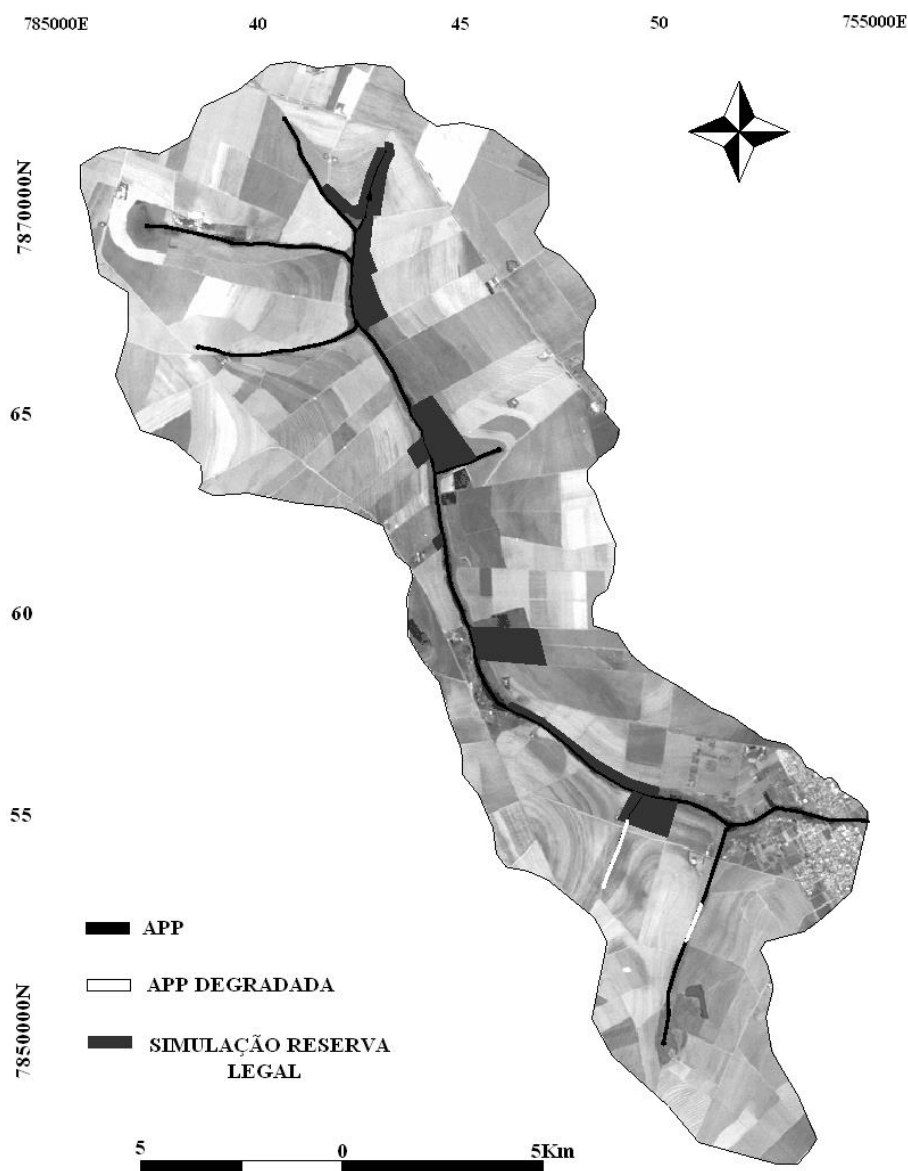 785000E 40 45 50 755000E
7870000N
65
60
55
7850000N
APP
APP DEGRADADA
SIMULAÇÃO RESERVA
LEGAL
5 0 5Km